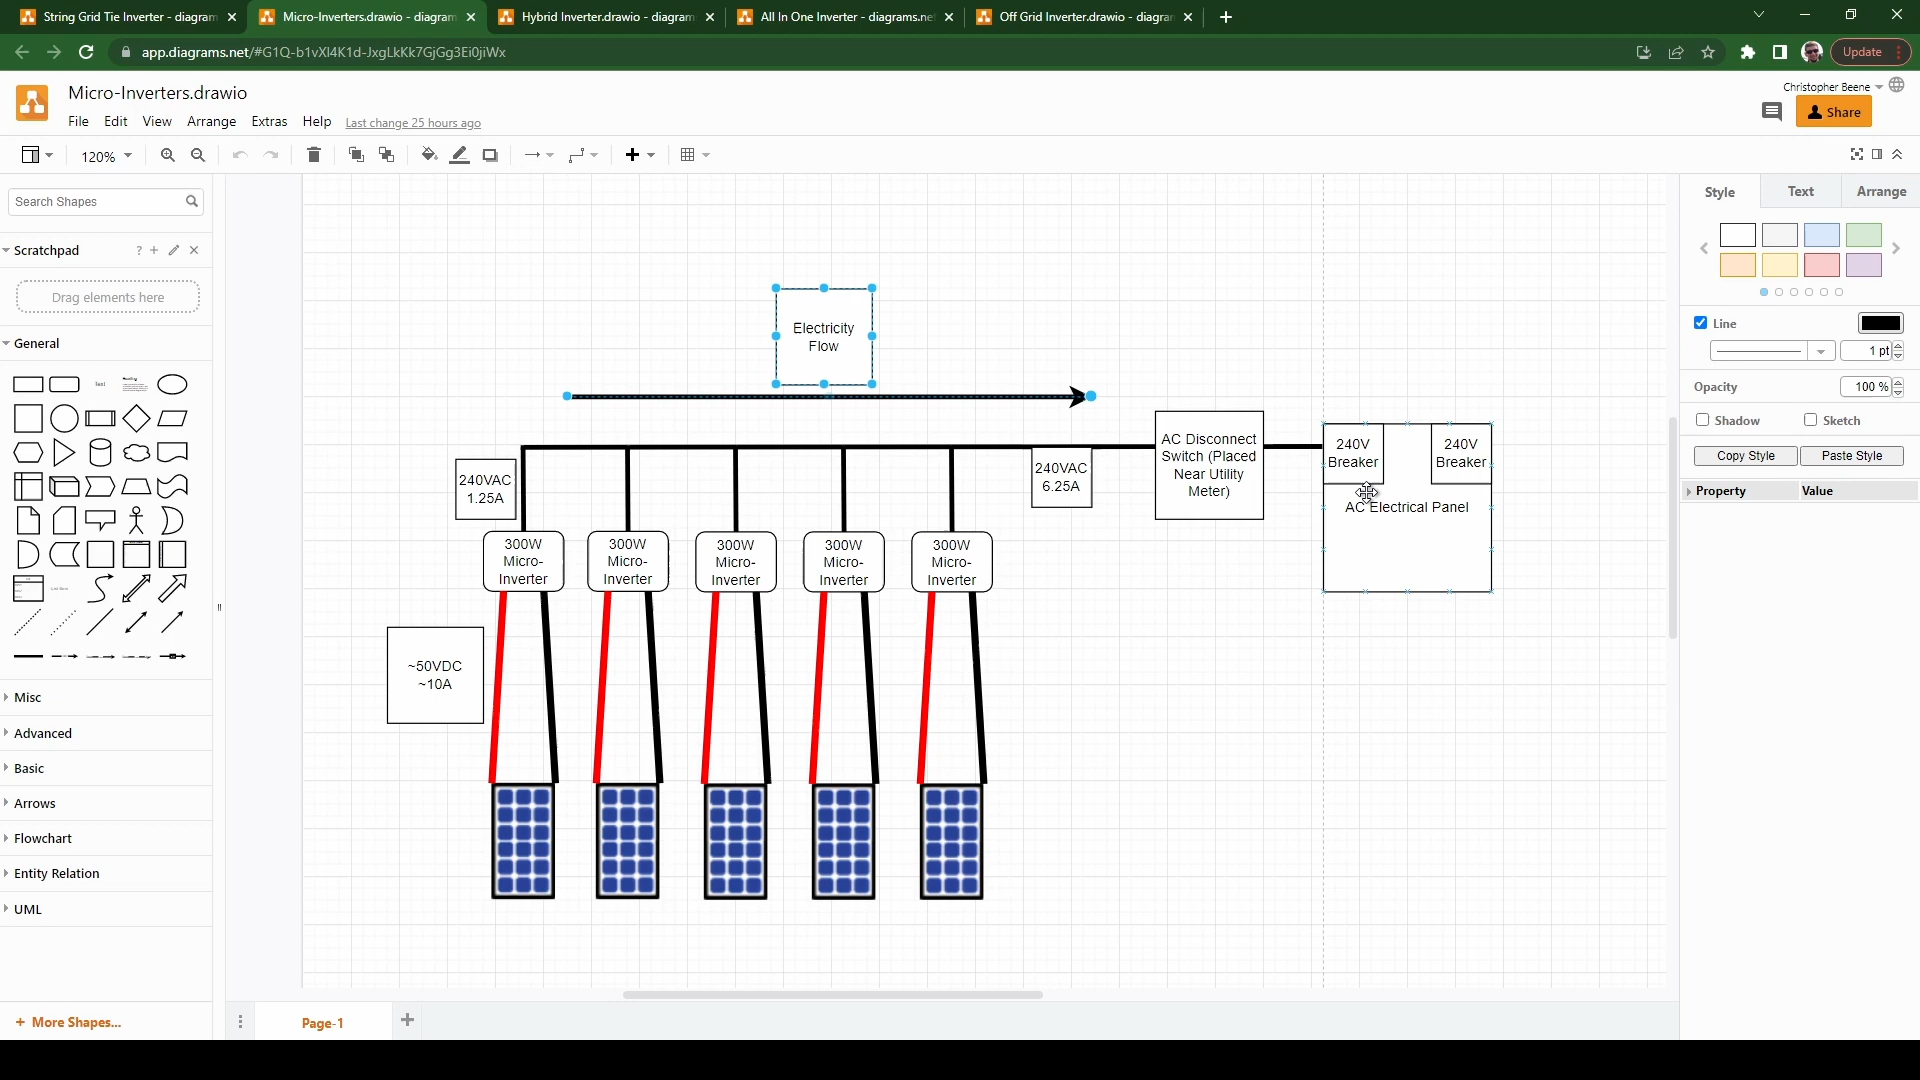 String Grid Tie Inverter - diagram
Micro-Inverters.drawio - diagram
Hybrid Inverter.drawio - diagram
All In One Inverter - diagrams.ne
Off Grid Inverter.drawio - diagra
app.diagrams.net/#G1Q-b1vXl4K1d-JxgLkKk7GjGg3Ei0jiWx
Update
Micro-Inverters.drawio
Christopher Beene
File Edit View Arrange Extras Help Last change 25 hours ago
Share
120%
Search Shapes
Style Text Arrange
Scratchpad
?
Drag elements here
General
Text
Misc
Advanced
Basic
Arrows
Flowchart
Entity Relation
UML
+ More Shapes...
Electricity
Flow
240VAC
1.25A
240VAC
6.25A
AC Disconnect
Switch (Placed
Near Utility
Meter)
240V
Breaker
240V
Breaker
AC Electrical Panel
300W
Micro-
Inverter
300W
Micro-
Inverter
300W
Micro-
Inverter
300W
Micro-
Inverter
300W
Micro-
Inverter
~50VDC
~10A
Line
1 pt
Opacity
100 %
Shadow Sketch
Copy Style Paste Style
Property Value
Page-1